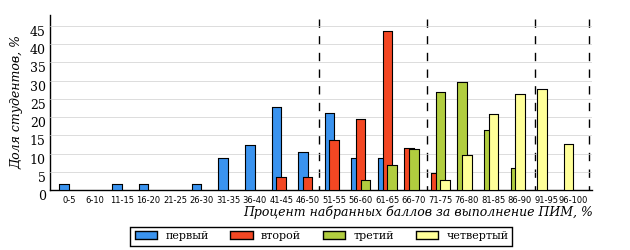 Доля студентов, %
45
40
35
30
25
20
15
10
5
0
0-5 6-10 11-15 16-20 21-25 26-30 31-35 36-40 41-45 46-50 51-55 56-60 61-65 66-70 71-75 76-80 81-85 86-90 91-95 96-100
Процент набранных баллов за выполнение ПИМ, %
первый второй третий четвертый